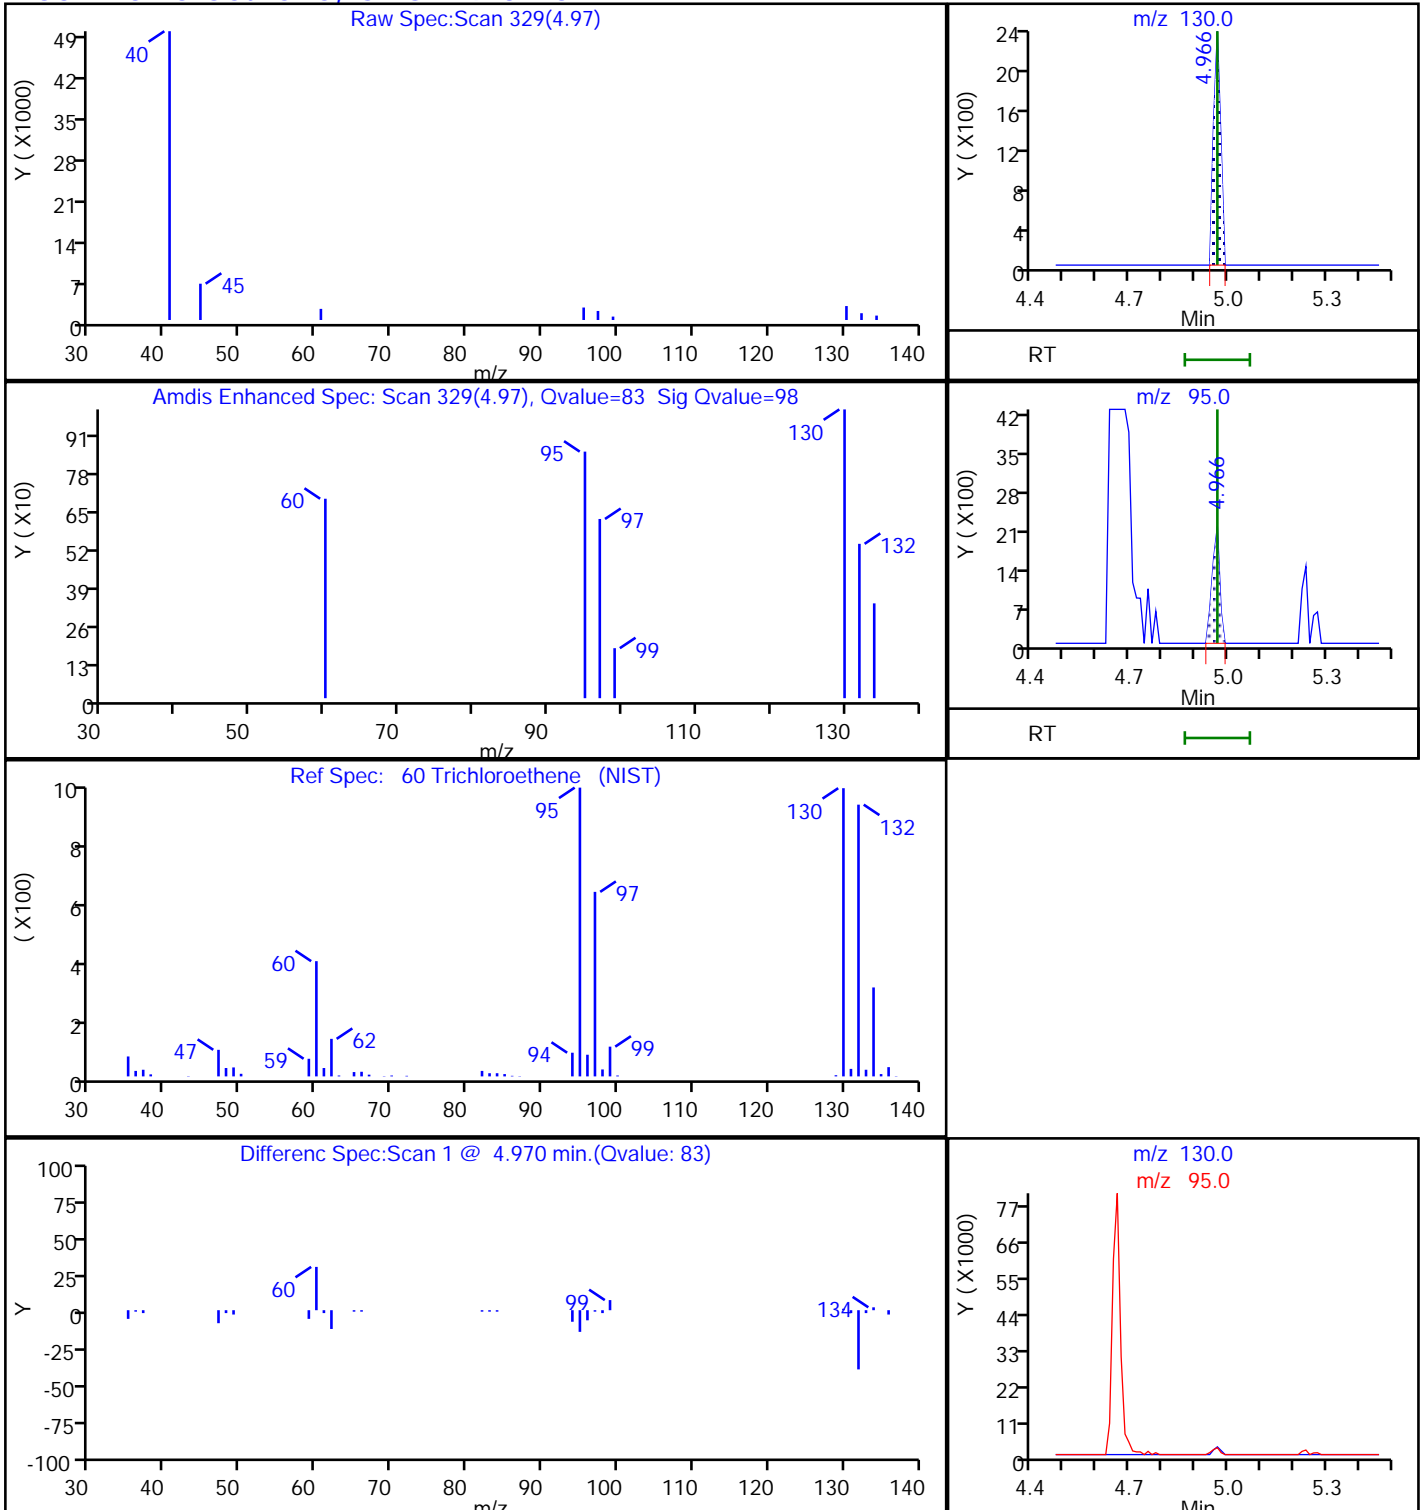 Raw Spec:Scan 329(4.97)
Y ( X1000)
49
42
35
28
21
14
7
0
40
45
30 40 50 60 70 80 90 100 110 120 130 140
m/z
m/z 130.0
Y ( X100)
24
20
16
12
8
4
0
4.966
4.4 4.7 5.0 5.3
Min
RT
Amdis Enhanced Spec: Scan 329(4.97), Qvalue=83 Sig Qvalue=98
Y ( X10)
91
78
65
52
39
26
13
0
60
95
97
99
130
132
30 50 70 90 110 130
m/z
m/z 95.0
Y ( X100)
42
35
28
21
14
7
0
4.966
4.4 4.7 5.0 5.3
Min
RT
Ref Spec: 60 Trichloroethene (NIST)
( X100)
10
8
6
4
2
0
47
59
60
62
94
95
97
99
130
132
30 40 50 60 70 80 90 100 110 120 130 140
Differenc Spec:Scan 1 @ 4.970 min.(Qvalue: 83)
Y
100
75
50
25
0
-25
-50
-75
-100
60
99
134
30 40 50 60 70 80 90 100 110 120 130 140
m/z
m/z 130.0
m/z 95.0
Y ( X1000)
77
66
55
44
33
22
11
0
4.4 4.7 5.0 5.3
Min